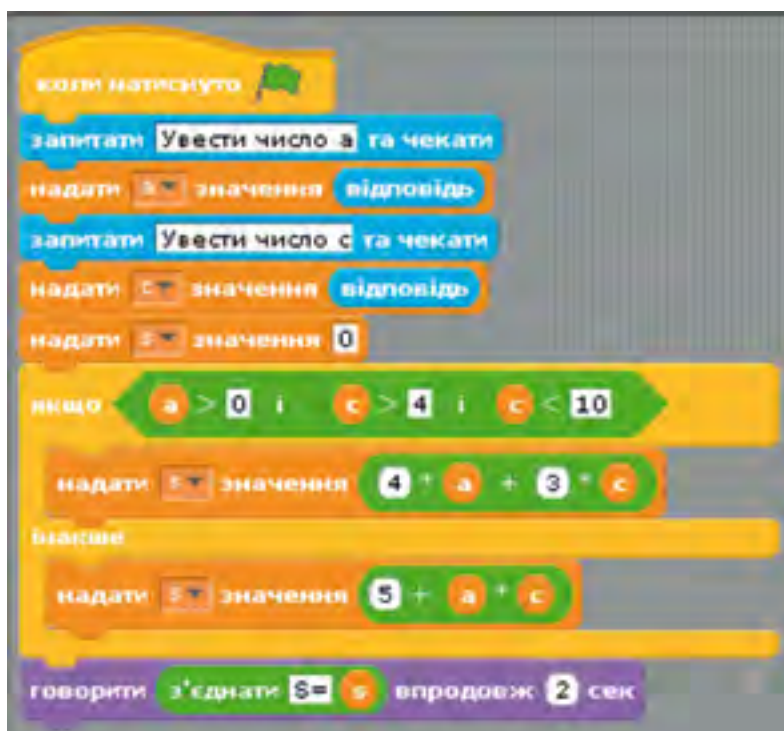 коли натиснуто
запитати Увести число a та чекати
надати a значення відповідь
запитати Увести число c та чекати
надати c значення відповідь
надати s значення 0
якщо a > 0 і c > 4 і c < 10
надати s значення 4 * a + 3 * c
інакше
надати s значення 5 + a * c
говорити з'єднати S= s впродовж 2 сек